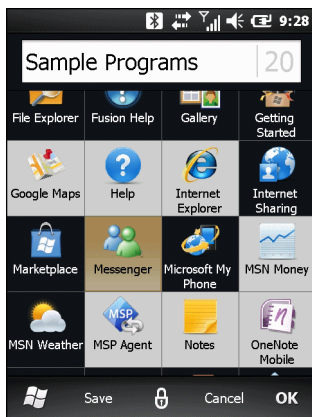 9:28
Sample Programs 20
File Explorer Fusion Help Gallery Getting
Started
Google Maps Help Internet Internet
Explorer Sharing
Marketplace Messenger Microsoft My MSN Money
Phone
MSP
MSN Weather MSP Agent Notes OneNote
Mobile
Save Cancel OK